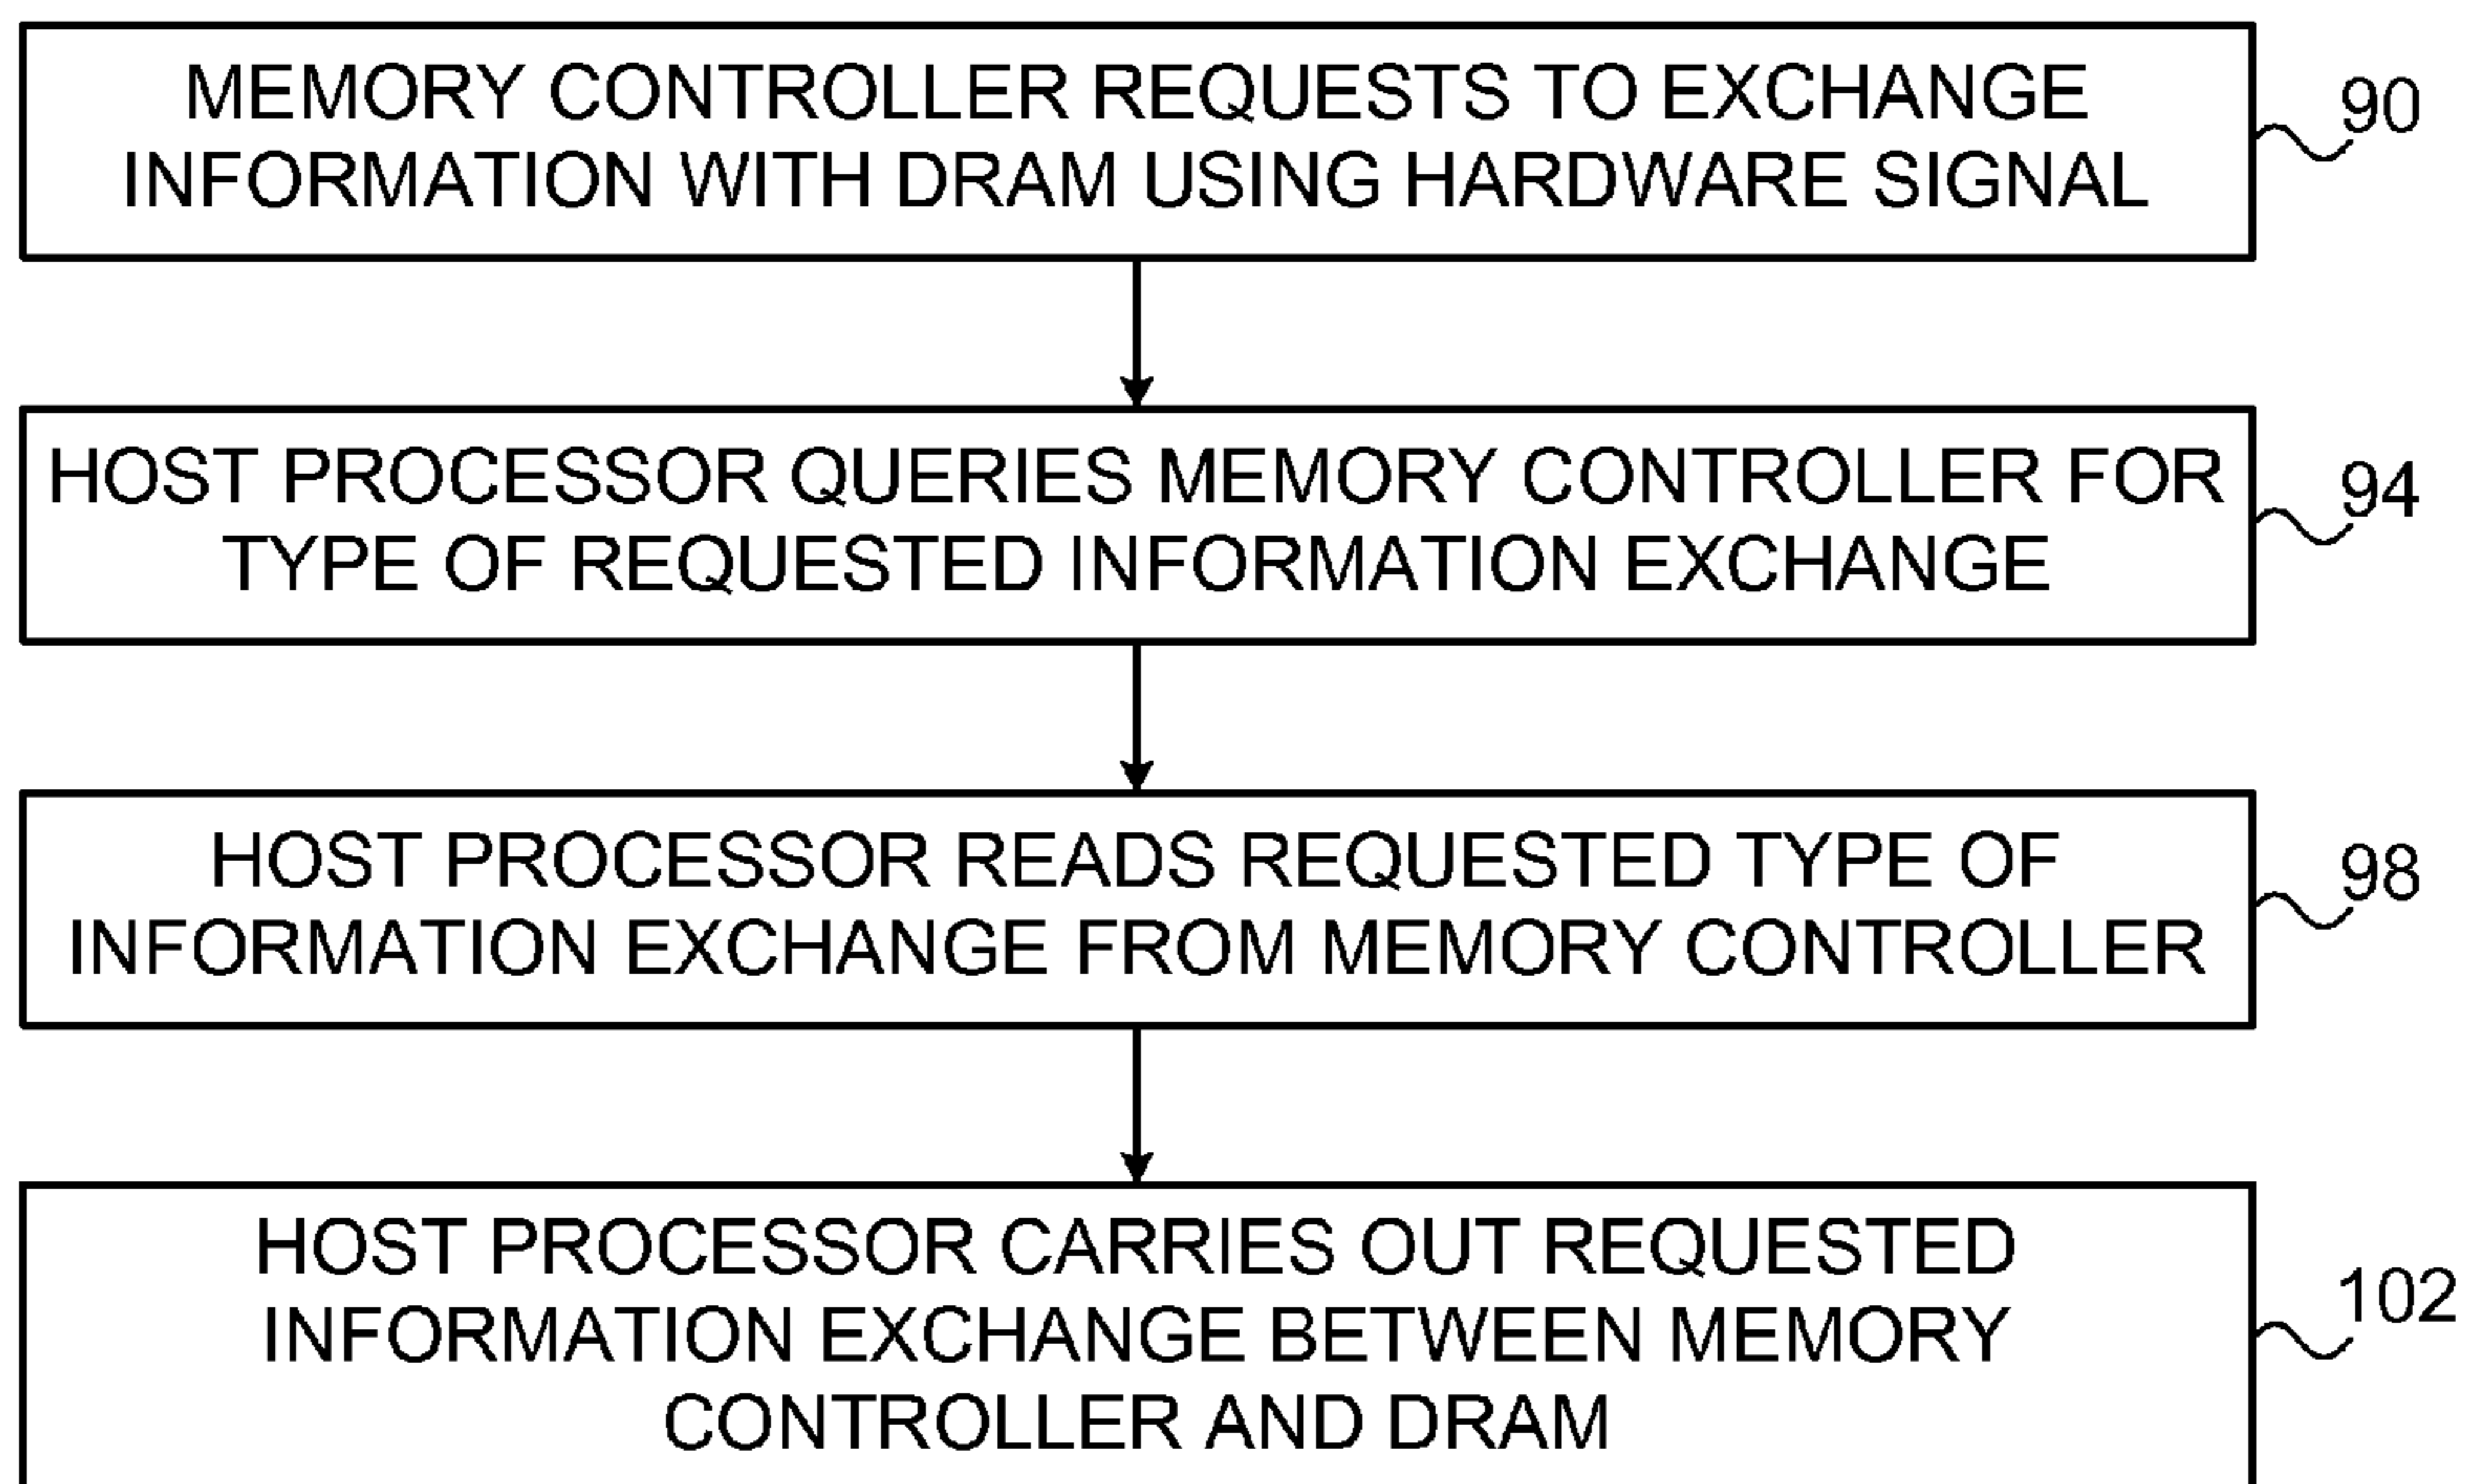 MEMORY CONTROLLER REQUESTS TO EXCHANGE
INFORMATION WITH DRAM USING HARDWARE SIGNAL
90
HOST PROCESSOR QUERIES MEMORY CONTROLLER FOR
TYPE OF REQUESTED INFORMATION EXCHANGE
94
HOST PROCESSOR READS REQUESTED TYPE OF
INFORMATION EXCHANGE FROM MEMORY CONTROLLER
98
HOST PROCESSOR CARRIES OUT REQUESTED
INFORMATION EXCHANGE BETWEEN MEMORY
CONTROLLER AND DRAM
102